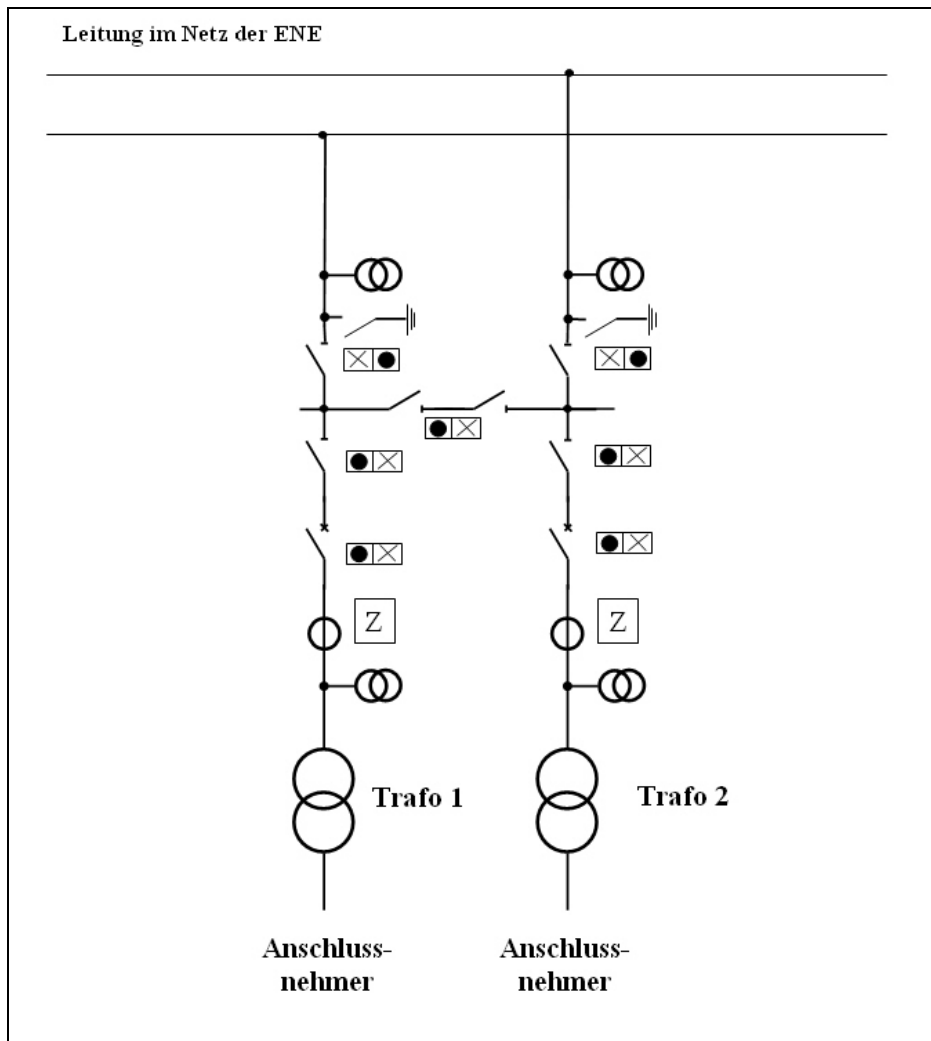 Leitung im Netz der ENE
Z
Z
Trafo 1
Trafo 2
Anschluss-
nehmer
Anschluss-
nehmer